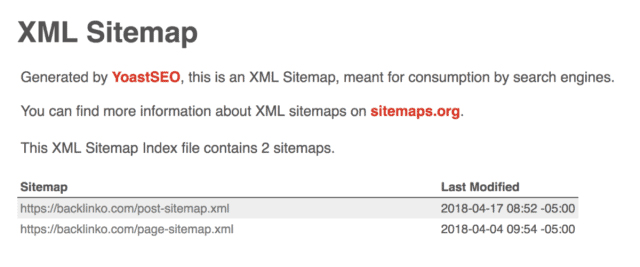 XML Sitemap
Generated by YoastSEO, this is an XML Sitemap, meant for consumption by search engines.
You can find more information about XML sitemaps on sitemaps.org.
This XML Sitemap Index file contains 2 sitemaps.
Sitemap Last Modified
https://backlinko.com/post-sitemap.xml 2018-04-17 08:52 -05:00
https://backlinko.com/page-sitemap.xml 2018-04-04 09:54 -05:00